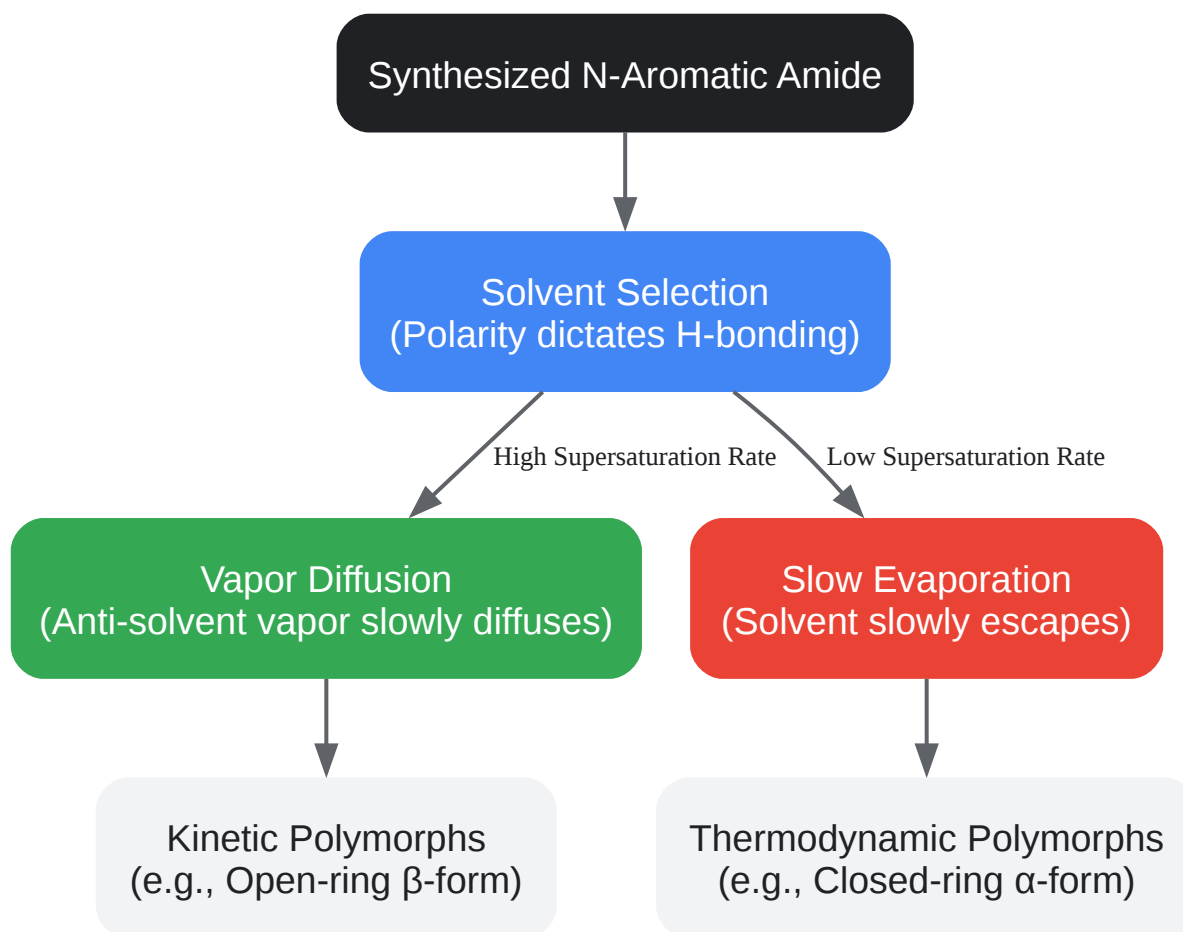 Synthesized N-Aromatic Amide
Solvent Selection
(Polarity dictates H-bonding)
High Supersaturation Rate
Low Supersaturation Rate
Vapor Diffusion
(Anti-solvent vapor slowly diffuses)
Slow Evaporation
(Solvent slowly escapes)
Kinetic Polymorphs
(e.g., Open-ring β-form)
Thermodynamic Polymorphs
(e.g., Closed-ring α-form)